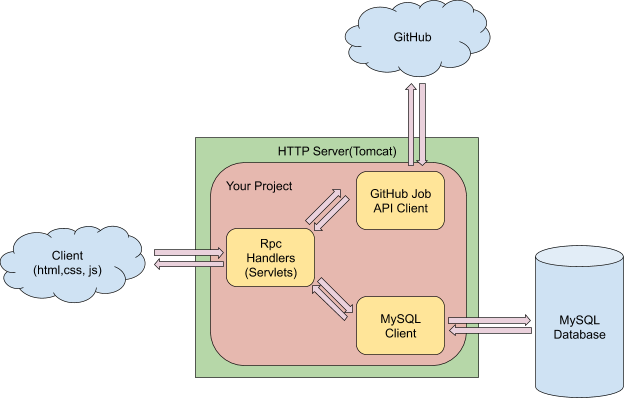 GitHub
HTTP Server(Tomcat)
Your Project
GitHub Job
API Client
Rpc
Handlers
(Servlets)
Client
(html,css, js)
MySQL
Client
MySQL
Database